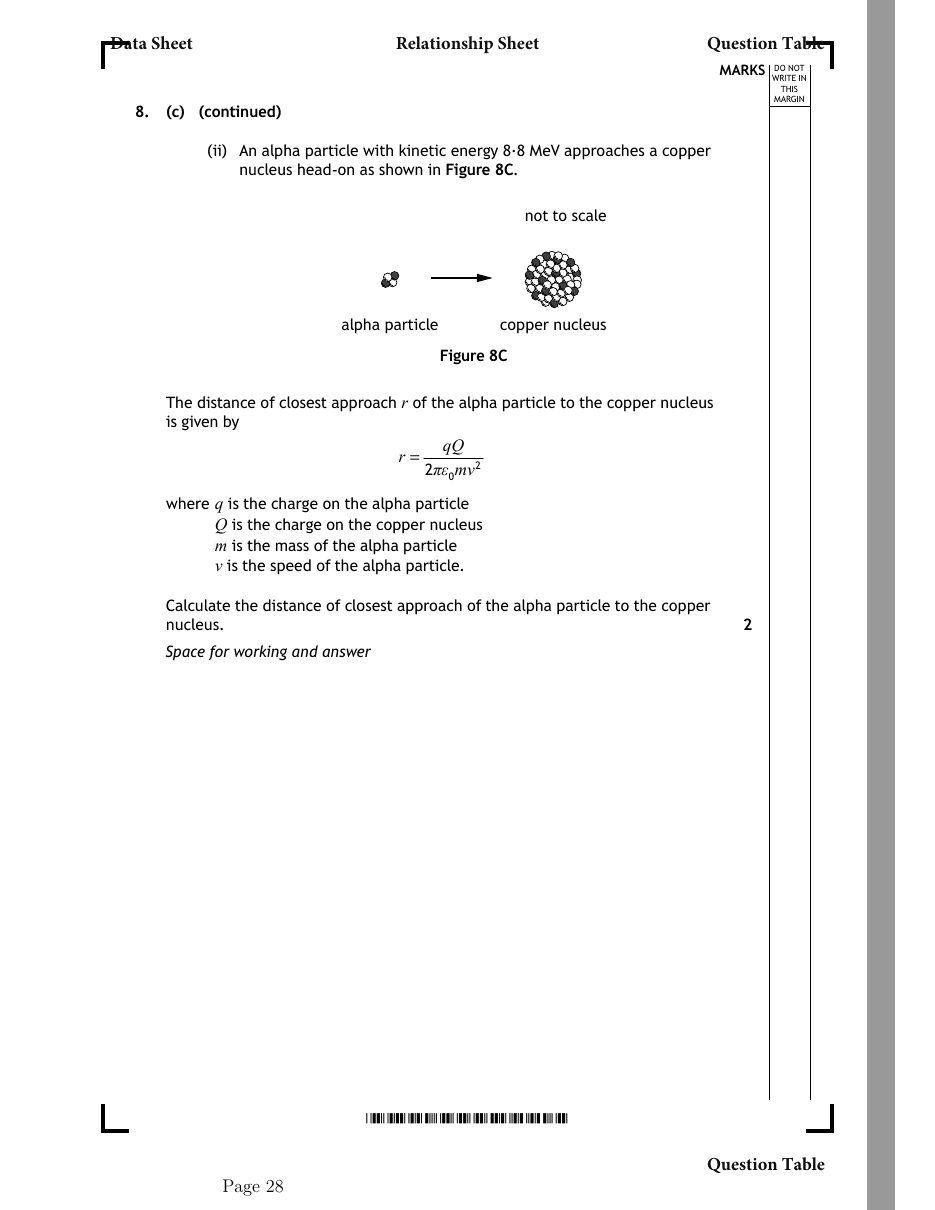 Data Sheet Relationship Sheet Question Table
MARKS DO NOT
WRITE IN
THIS
MARGIN
8. (c) (continued)
(ii) An alpha particle with kinetic energy 8·8 MeV approaches a copper
nucleus head-on as shown in Figure 8C.
not to scale
alpha particle copper nucleus
Figure 8C
The distance of closest approach r of the alpha particle to the copper nucleus
is given by
r = qQ / 2πε₀mv²
where q is the charge on the alpha particle
Q is the charge on the copper nucleus
m is the mass of the alpha particle
v is the speed of the alpha particle.
Calculate the distance of closest approach of the alpha particle to the copper
nucleus. 2
Space for working and answer
Question Table
Page 28